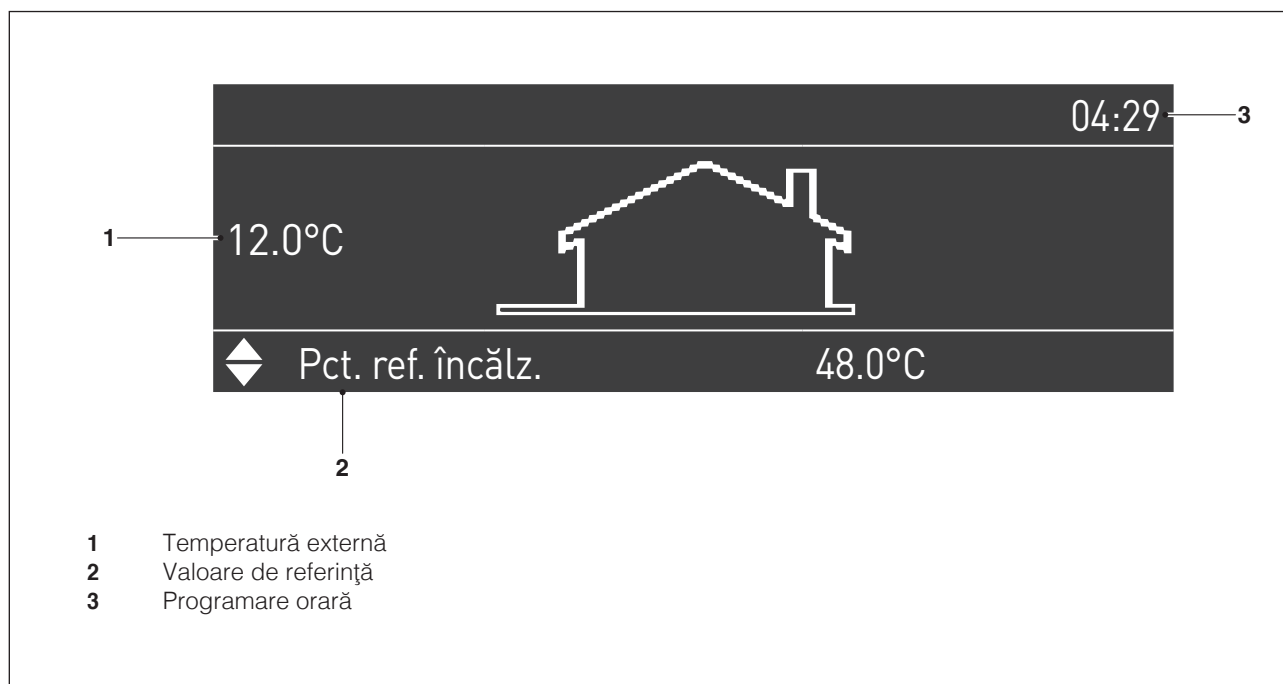 04:29
3
1
12.0°C
Pct. ref. încălz. 48.0°C
2
1 Temperatură externă
2 Valoare de referinţă
3 Programare orară